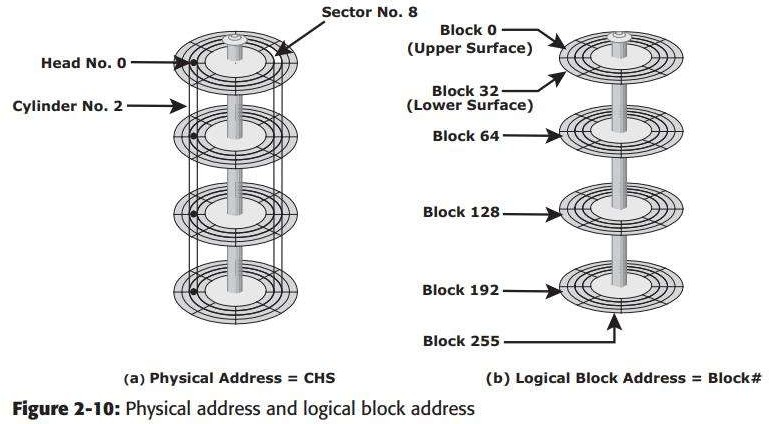 Sector No. 8
Head No. 0
Cylinder No. 2
Block 0
(Upper Surface)
Block 32
(Lower Surface)
Block 64
Block 128
Block 192
Block 255
(a) Physical Address = CHS
(b) Logical Block Address = Block#
Figure 2-10: Physical address and logical block address